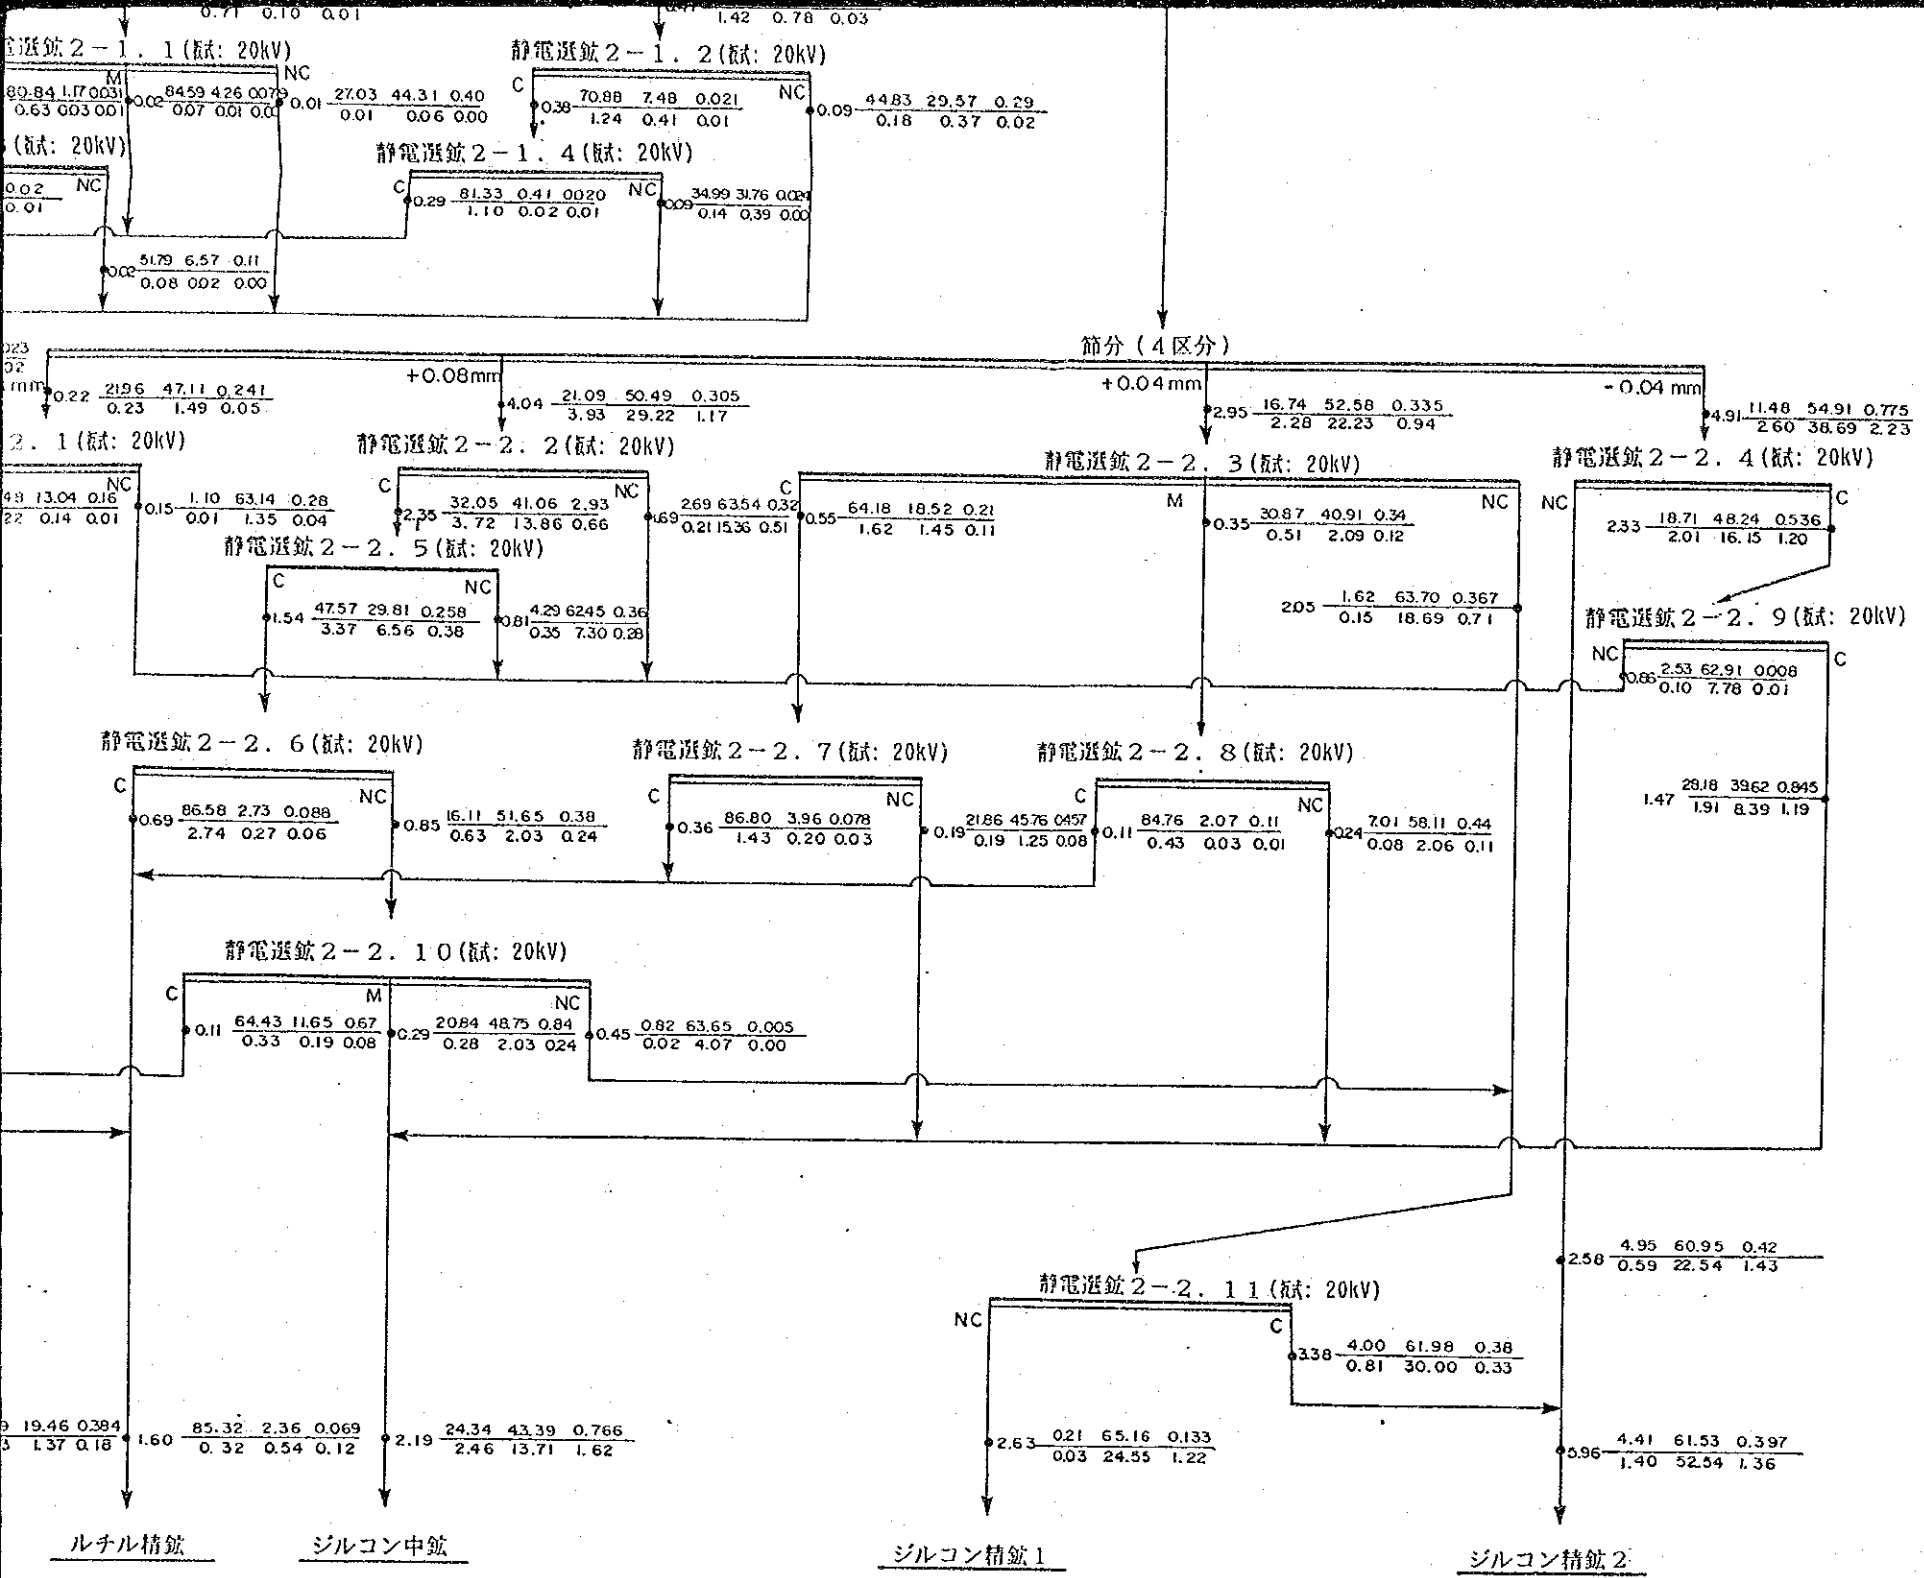 0.71 0.10 0.01
1.42 0.78 0.03
電選鉱2-1.1(試: 20kV)
静電選鉱2-1.2(試: 20kV)
M
NC
80.84 1.17 0.031
0.63 0.03 0.01
0.02 84.59 4.26 0.079
0.07 0.01 0.0
0.01 27.03 44.31 0.40
0.01 0.06 0.00
C
0.38 70.88 7.48 0.021
1.24 0.41 0.01
NC
0.09 44.83 29.57 0.29
0.18 0.37 0.02
(試: 20kV)
静電選鉱2-1.4(試: 20kV)
0.02
0.01
NC
C
0.29 81.33 0.41 0.020
1.10 0.02 0.01
NC
0.09 34.99 31.76 0.024
0.14 0.39 0.00
0.02 51.79 6.57 0.11
0.08 0.02 0.00
節分(4区分)
023
02
mm
+0.08mm
+0.04mm
-0.04mm
0.22 21.96 47.11 0.241
0.23 1.49 0.05
4.04 21.09 50.49 0.305
3.93 29.22 1.17
2.95 16.74 52.58 0.335
2.28 22.23 0.94
4.91 11.48 54.91 0.775
2.60 38.69 2.23
2.1(試: 20kV)
静電選鉱2-2.2(試: 20kV)
静電選鉱2-2.3(試: 20kV)
静電選鉱2-2.4(試: 20kV)
NC
49 13.04 0.16
22 0.14 0.01
0.15 1.10 63.14 0.28
0.01 1.35 0.04
C
2.35 32.05 41.06 2.93
3.72 13.86 0.66
NC
1.69 2.69 63.54 0.32
0.21 15.36 0.51
C
0.55 64.18 18.52 0.21
1.62 1.45 0.11
M
0.35 30.87 40.91 0.34
0.51 2.09 0.12
NC
2.05 1.62 63.70 0.367
0.15 18.69 0.71
NC
C
2.33 18.71 48.24 0.536
2.01 16.15 1.20
静電選鉱2-2.5(試: 20kV)
C
NC
1.54 47.57 29.81 0.258
3.37 6.56 0.38
0.81 4.29 62.45 0.36
0.35 7.30 0.28
静電選鉱2-2.9(試: 20kV)
NC
C
0.86 2.53 62.91 0.008
0.10 7.78 0.01
静電選鉱2-2.6(試: 20kV)
静電選鉱2-2.7(試: 20kV)
静電選鉱2-2.8(試: 20kV)
C
NC
0.69 86.58 2.73 0.088
2.74 0.27 0.06
0.85 16.11 51.65 0.38
0.63 2.03 0.24
C
NC
0.36 86.80 3.96 0.078
1.43 0.20 0.03
0.19 21.86 45.76 0.457
0.19 1.25 0.08
C
NC
0.11 84.76 2.07 0.11
0.43 0.03 0.01
0.24 7.01 58.11 0.44
0.08 2.06 0.11
1.47 28.18 39.62 0.845
1.91 8.39 1.19
静電選鉱2-2.10(試: 20kV)
C
M
NC
0.11 64.43 11.65 0.67
0.33 0.19 0.08
0.29 20.84 48.75 0.84
0.28 2.03 0.24
0.45 0.82 63.65 0.005
0.02 4.07 0.00
2.58 4.95 60.95 0.42
0.59 22.54 1.43
静電選鉱2-2.11(試: 20kV)
NC
C
3.38 4.00 61.98 0.38
0.81 30.00 0.33
19.46 0.384
1.37 0.18
1.60 85.32 2.36 0.069
0.32 0.54 0.12
2.19 24.34 43.39 0.766
2.46 13.71 1.62
2.63 0.21 65.16 0.133
0.03 24.55 1.22
5.96 4.41 61.53 0.397
1.40 52.54 1.36
ルチル精鉱
ジルコン中鉱
ジルコン精鉱1
ジルコン精鉱2